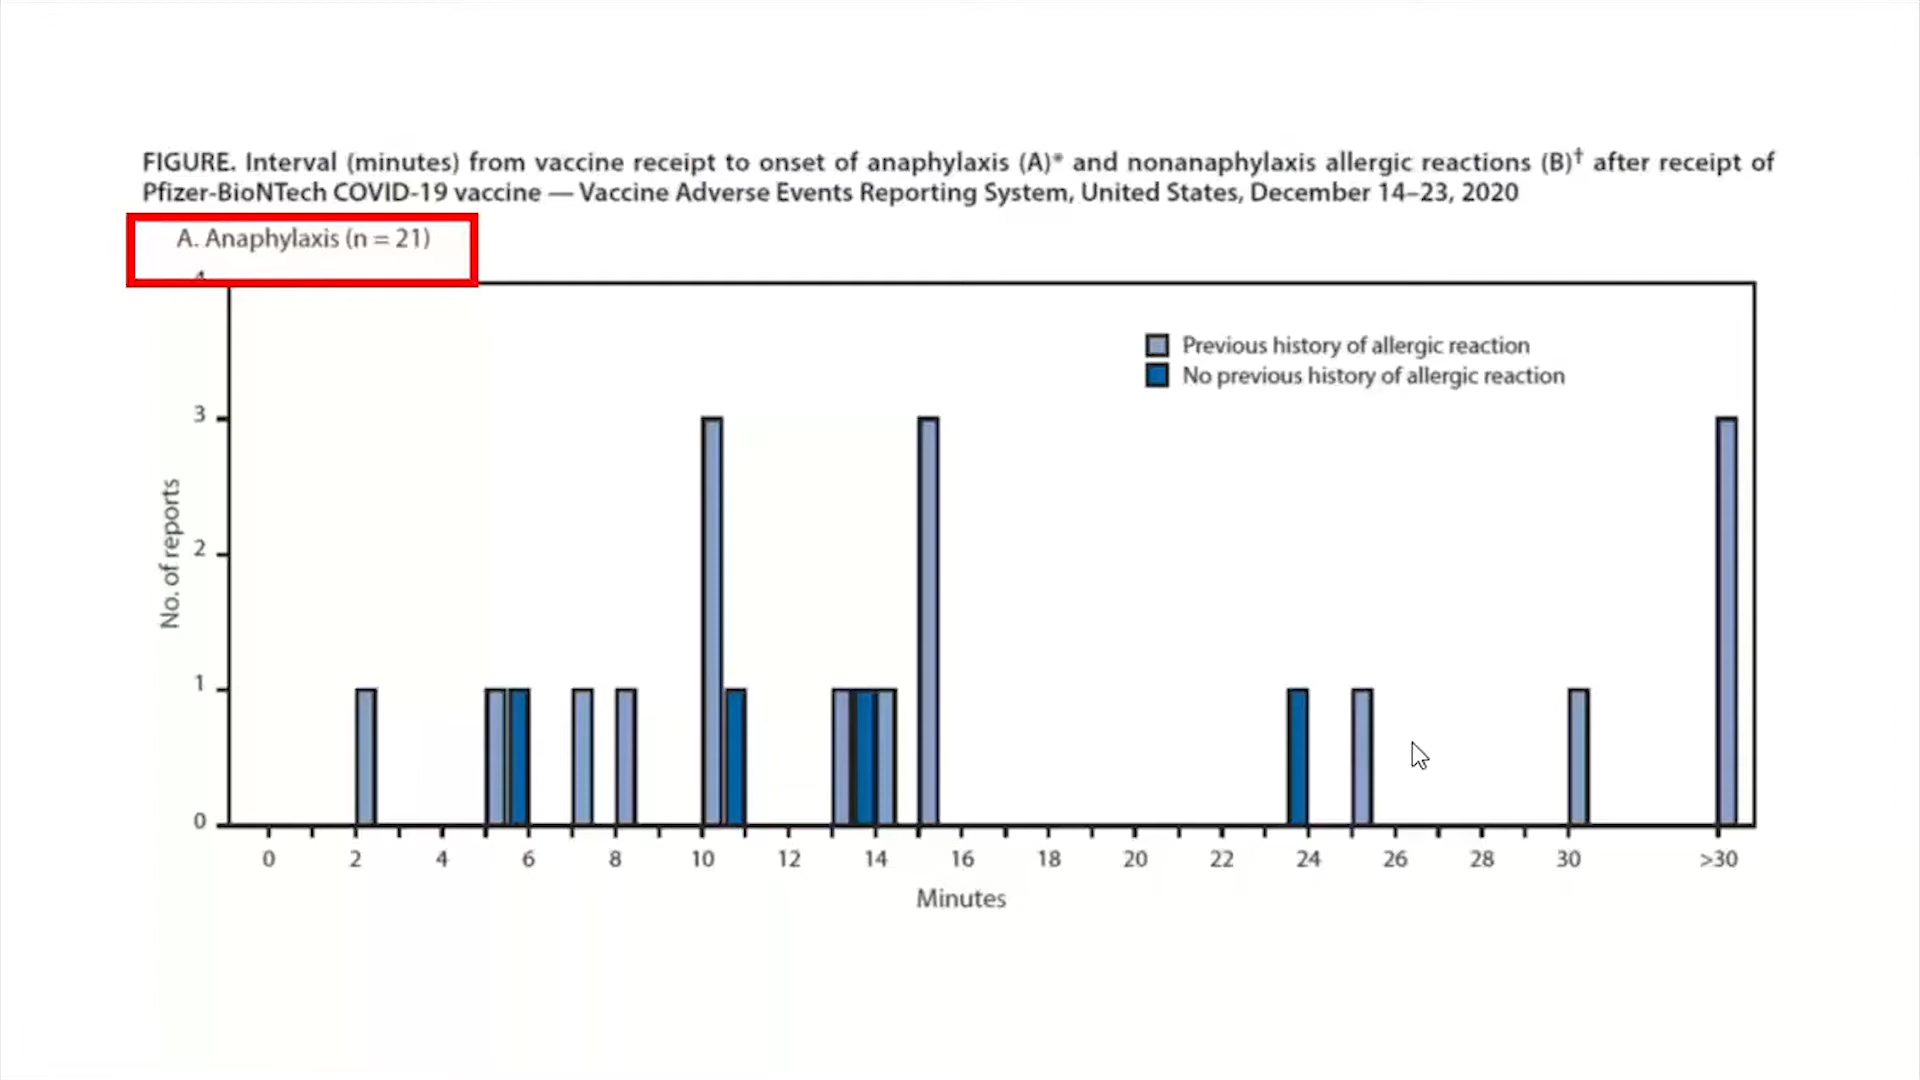 FIGURE. Interval (minutes) from vaccine receipt to onset of anaphylaxis (A)* and nonanaphylaxis allergic reactions (B)† after receipt of
Pfizer-BioNTech COVID-19 vaccine — Vaccine Adverse Events Reporting System, United States, December 14–23, 2020
A. Anaphylaxis (n = 21)
4
Previous history of allergic reaction
No previous history of allergic reaction
3
2
1
0
No. of reports
0 2 4 6 8 10 12 14 16 18 20 22 24 26 28 30 >30
Minutes